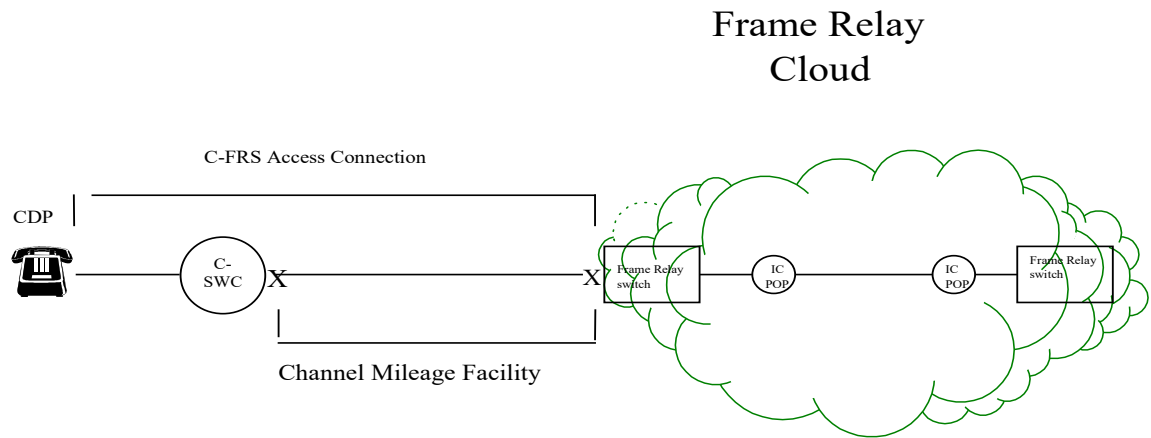 Frame Relay
Cloud
C-FRS Access Connection
CDP
C-
SWC
X
X
Frame Relay
switch
IC
POP
IC
POP
Frame Relay
switch
Channel Mileage Facility